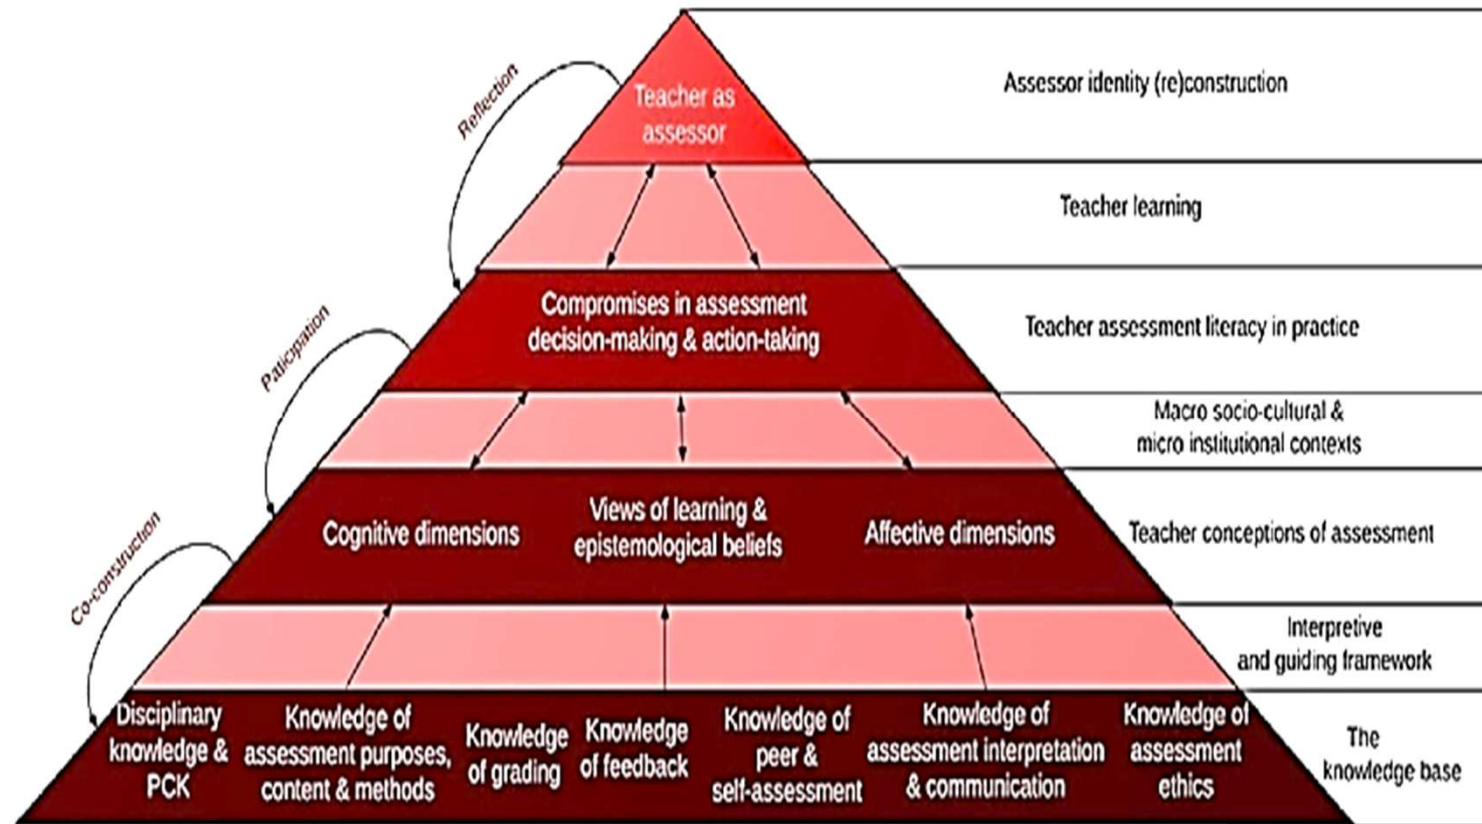 Reflection
Teacher as
assessor
Assessor identity (re)construction
Teacher learning
Compromises in assessment
decision-making & action-taking
Teacher assessment literacy in practice
Paticipation
Macro socio-cultural &
micro institutional contexts
Cognitive dimensions
Views of learning &
epistemological beliefs
Affective dimensions
Teacher conceptions of assessment
Co-construction
Interpretive
and guiding framework
Disciplinary
knowledge &
PCK
Knowledge of
assessment purposes,
content & methods
Knowledge
of grading
Knowledge
of feedback
Knowledge of
peer &
self-assessment
Knowledge of
assessment interpretation
& communication
Knowledge of
assessment
ethics
The
knowledge base